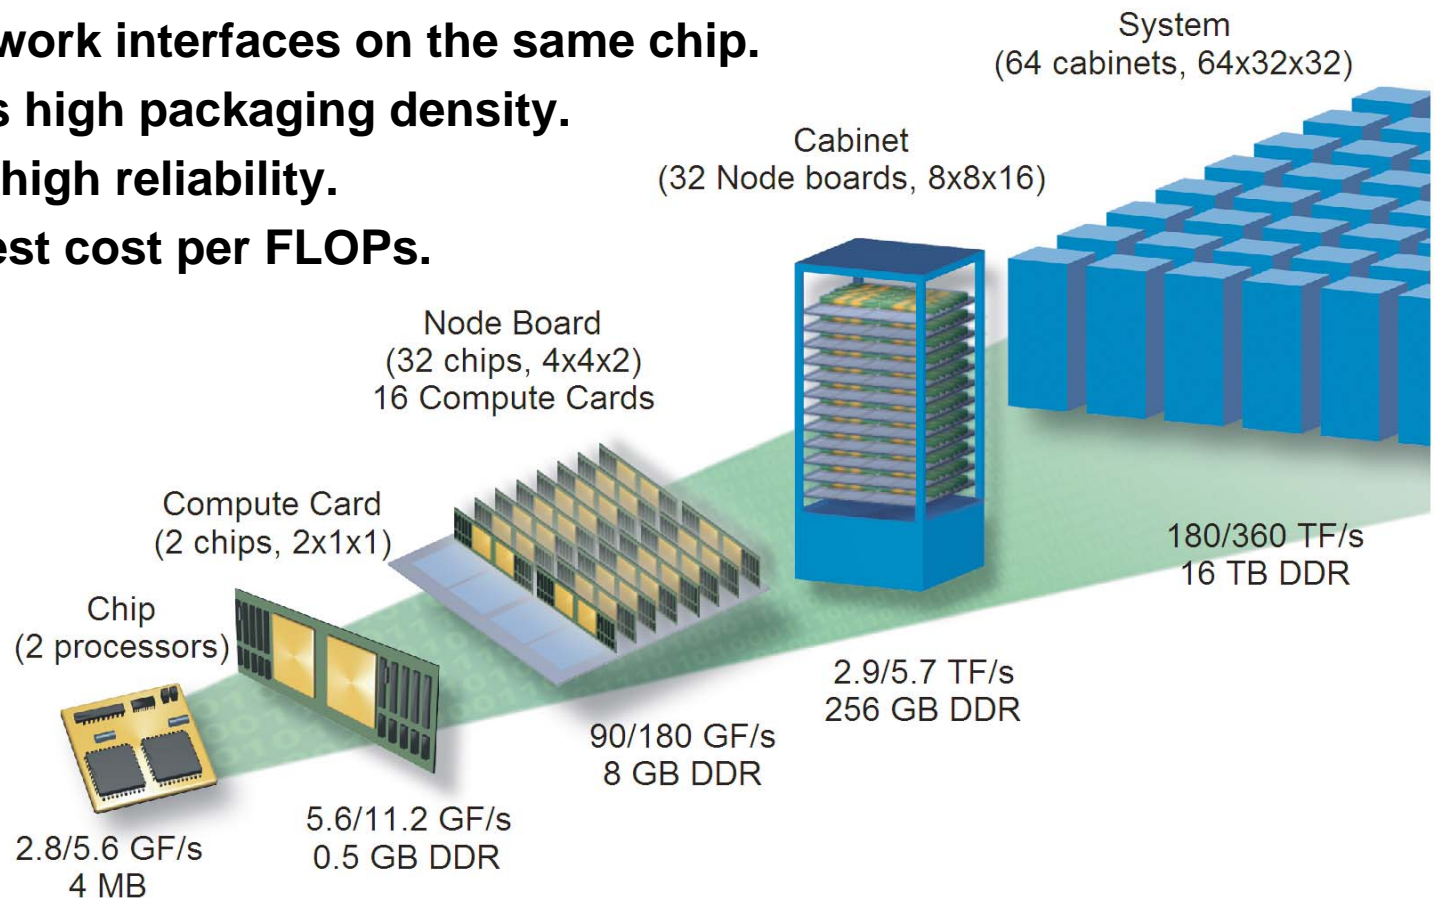 work interfaces on the same chip.
high packaging density.
high reliability.
est cost per FLOPs.
System
(64 cabinets, 64x32x32)
Cabinet
(32 Node boards, 8x8x16)
Node Board
(32 chips, 4x4x2)
16 Compute Cards
Compute Card
(2 chips, 2x1x1)
Chip
(2 processors)
180/360 TF/s
16 TB DDR
2.9/5.7 TF/s
256 GB DDR
90/180 GF/s
8 GB DDR
5.6/11.2 GF/s
0.5 GB DDR
2.8/5.6 GF/s
4 MB